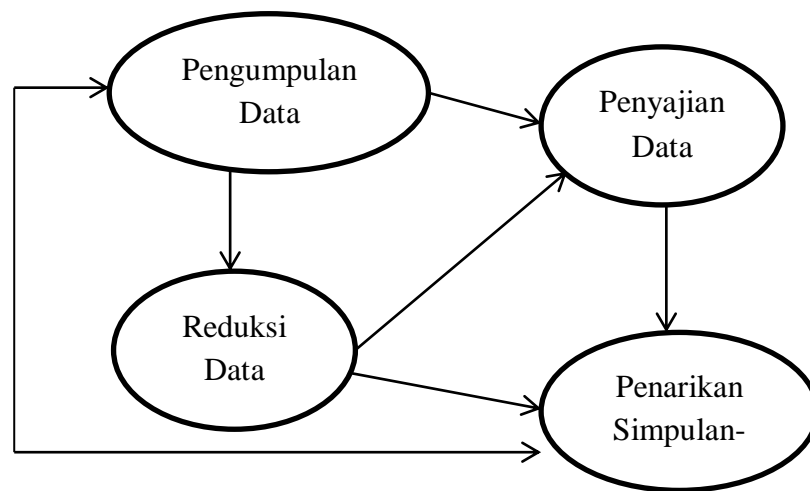 Pengumpulan
Data
Penyajian
Data
Reduksi
Data
Penarikan
Simpulan-